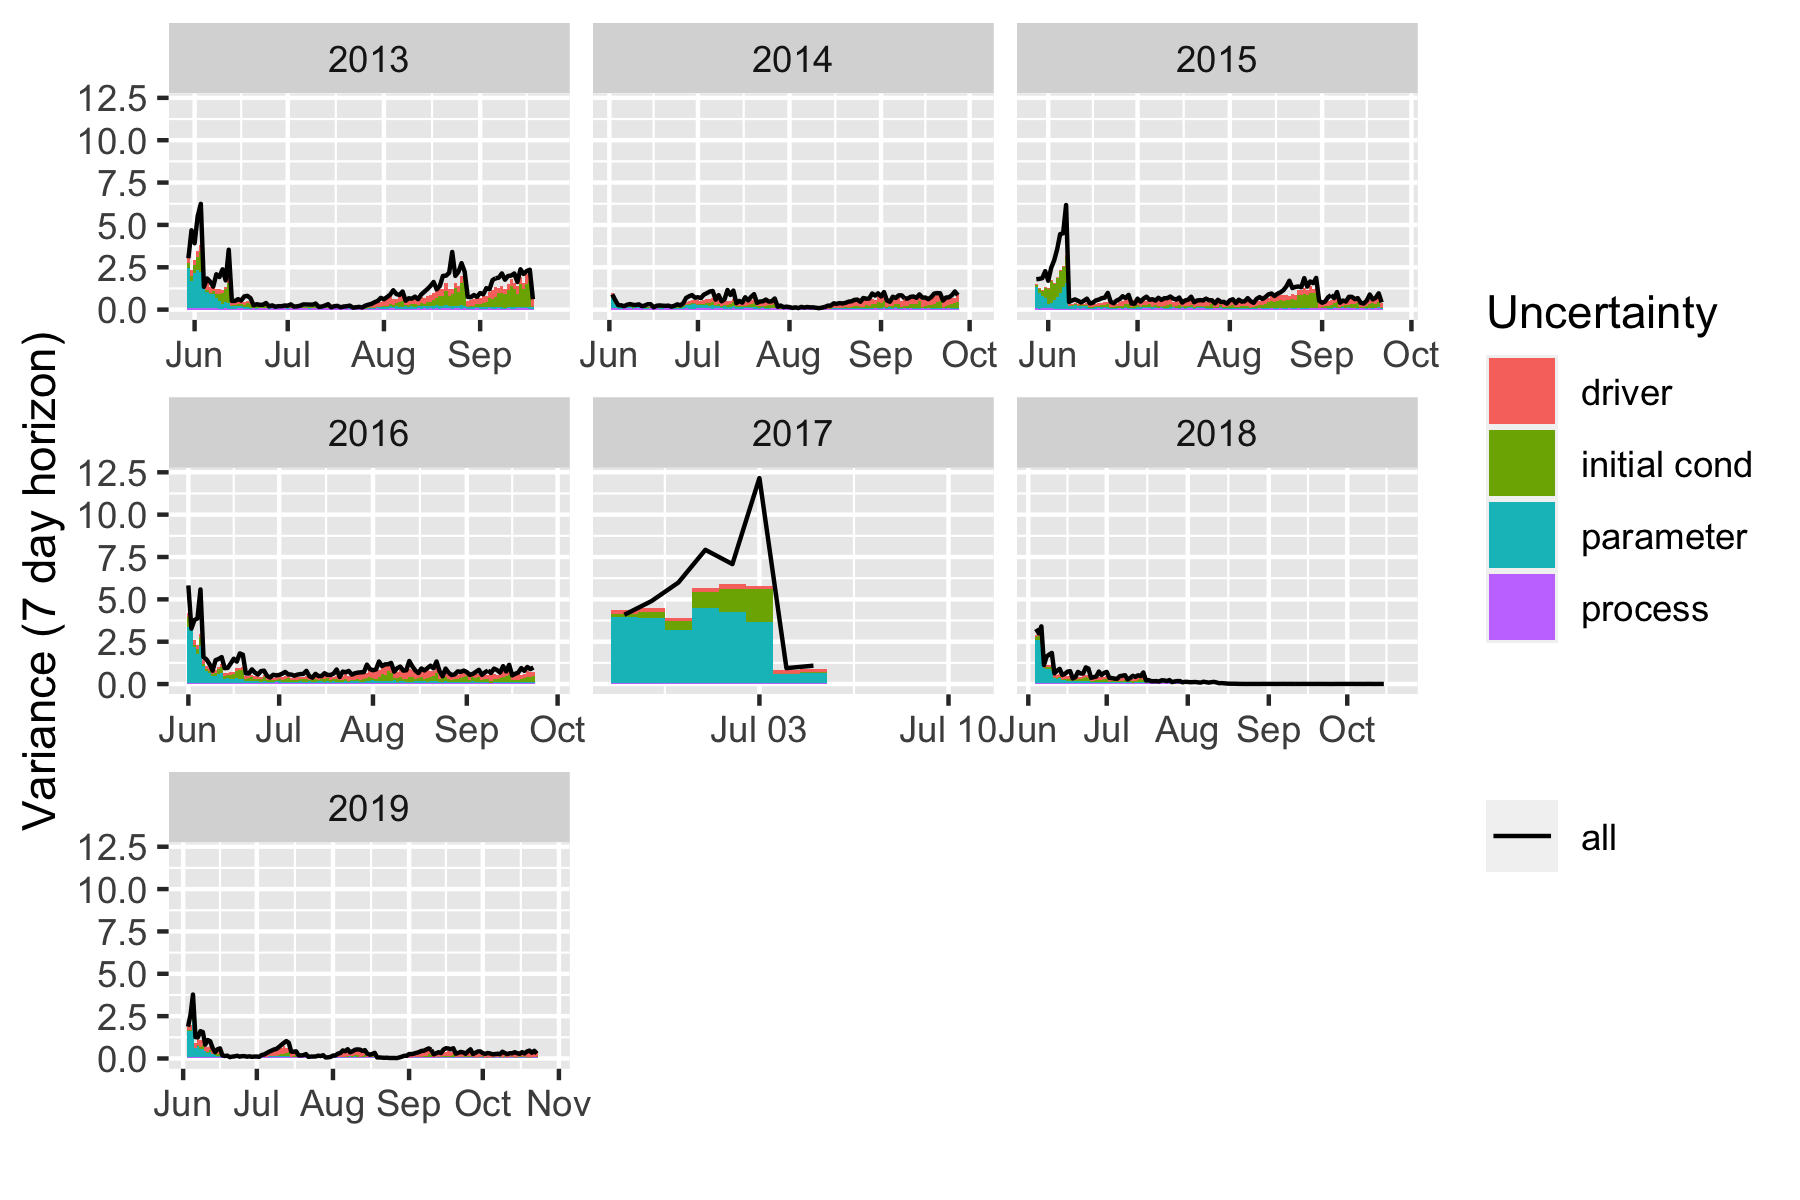 2013 2014 2015
12.5
10.0
7.5
5.0
2.5
0.0
Jun Jul Aug Sep Jun Jul Aug Sep Oct Jun Jul Aug Sep Oct
2016 2017 2018
12.5
10.0
7.5
5.0
2.5
0.0
Jun Jul Aug Sep Oct Jul 03 Jul 10 Jun Jul Aug Sep Oct
2019
12.5
10.0
7.5
5.0
2.5
0.0
Jun Jul Aug Sep Oct Nov
Variance (7 day horizon)
Uncertainty
driver
initial cond
parameter
process
all